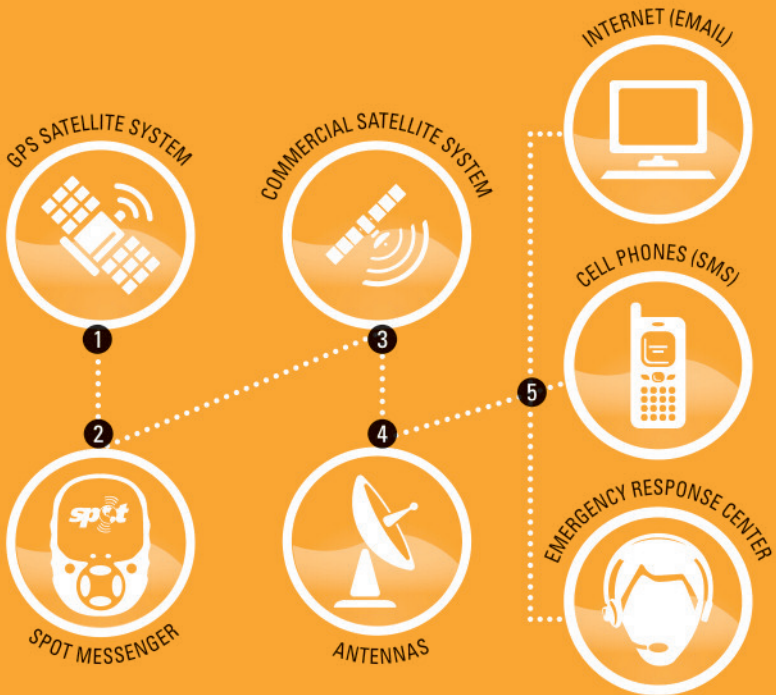 INTERNET (EMAIL)
GPS SATELLITE SYSTEM
COMMERCIAL SATELLITE SYSTEM
CELL PHONES (SMS)
1
3
5
2
4
spot
EMERGENCY RESPONSE CENTER
SPOT MESSENGER
ANTENNAS